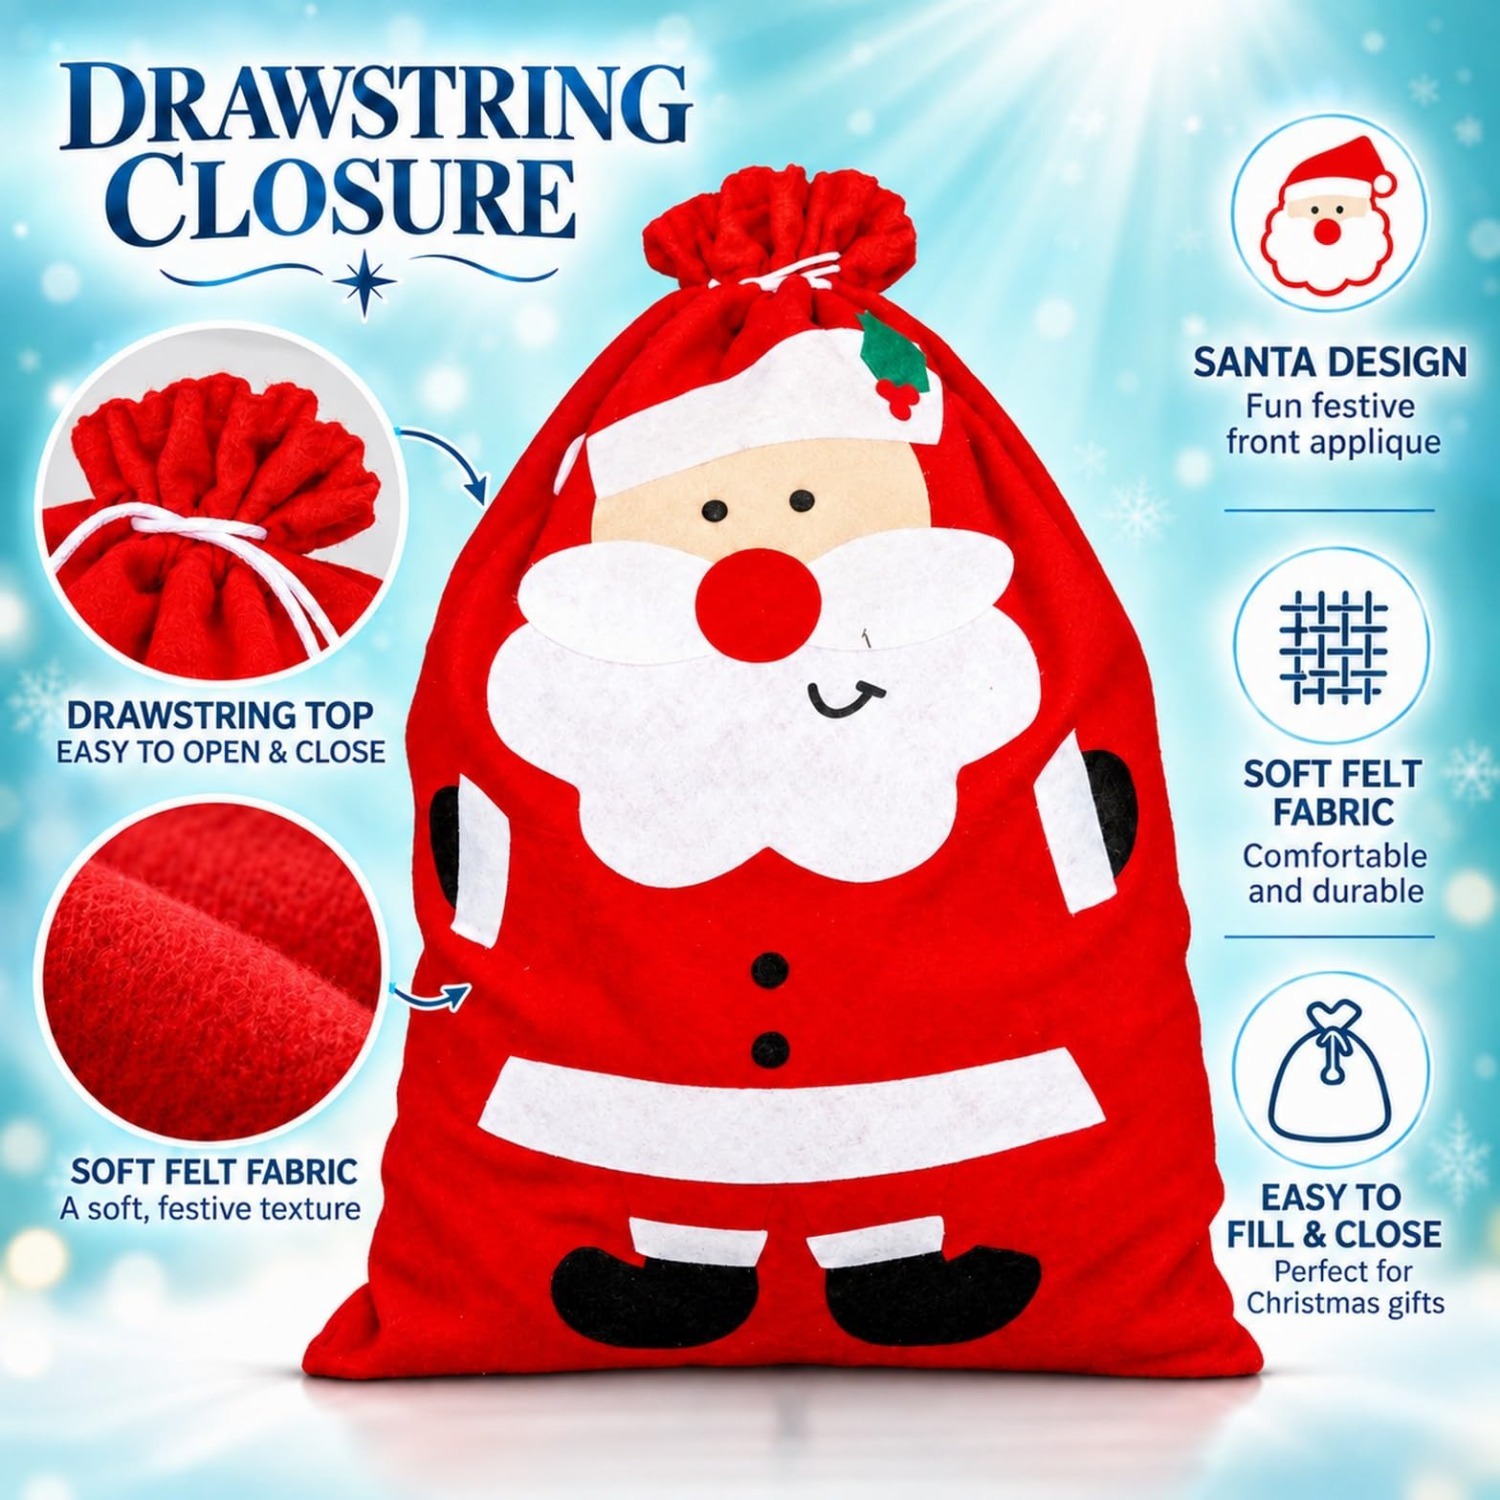 DRAWSTRING
CLOSURE
DRAWSTRING TOP
EASY TO OPEN & CLOSE
SOFT FELT FABRIC
A soft, festive texture
SANTA DESIGN
Fun festive
front applique
SOFT FELT
FABRIC
Comfortable
and durable
EASY TO
FILL & CLOSE
Perfect for
Christmas gifts